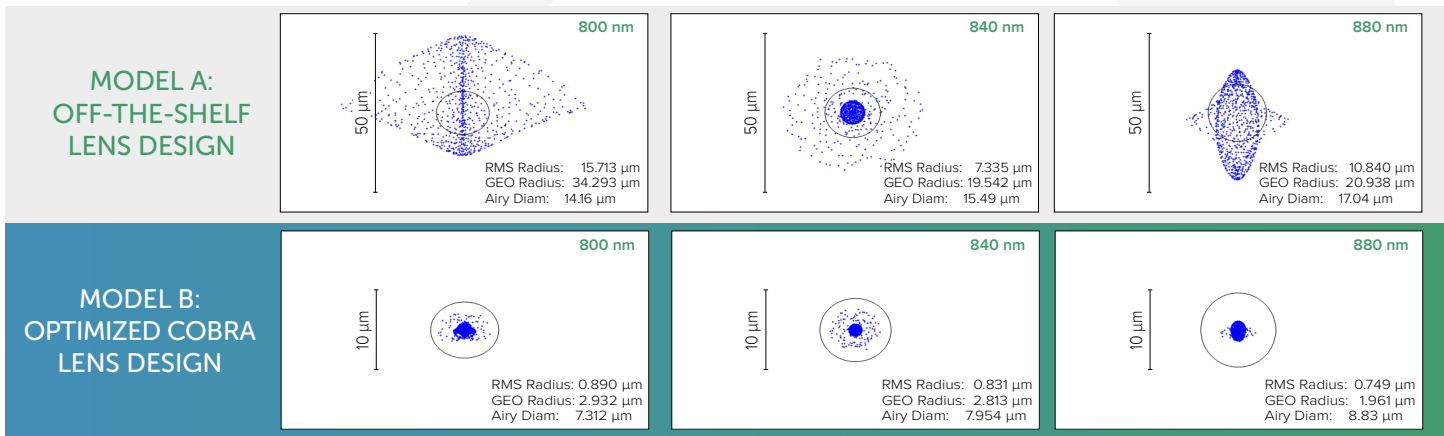 MODEL A:
OFF-THE-SHELF
LENS DESIGN
800 nm
50 µm
RMS Radius: 15.713 µm
GEO Radius: 34.293 µm
Airy Diam: 14.16 µm
840 nm
50 µm
RMS Radius: 7.335 µm
GEO Radius: 19.542 µm
Airy Diam: 15.49 µm
880 nm
50 µm
RMS Radius: 10.840 µm
GEO Radius: 20.938 µm
Airy Diam: 17.04 µm
MODEL B:
OPTIMIZED COBRA
LENS DESIGN
800 nm
10 µm
RMS Radius: 0.890 µm
GEO Radius: 2.932 µm
Airy Diam: 7.312 µm
840 nm
10 µm
RMS Radius: 0.831 µm
GEO Radius: 2.813 µm
Airy Diam: 7.954 µm
880 nm
10 µm
RMS Radius: 0.749 µm
GEO Radius: 1.961 µm
Airy Diam: 8.83 µm